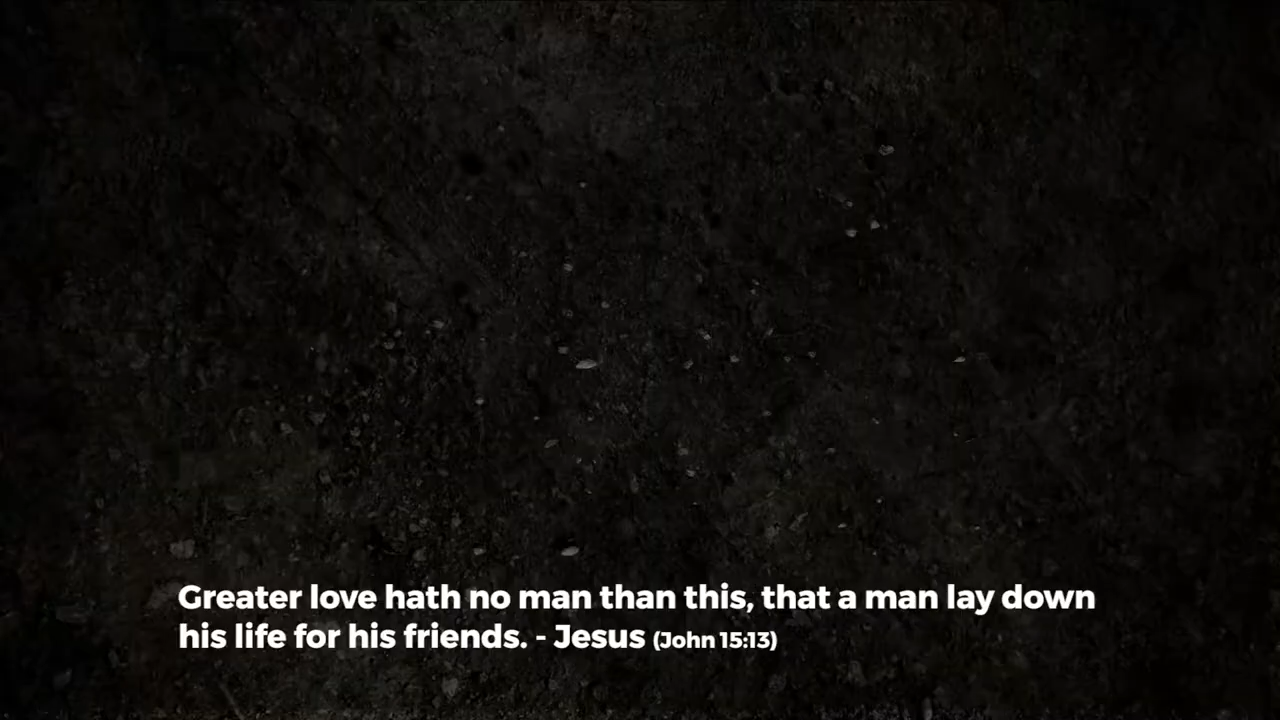 Greater love hath no man than this, that a man lay down
his life for his friends. - Jesus (John 15:13)